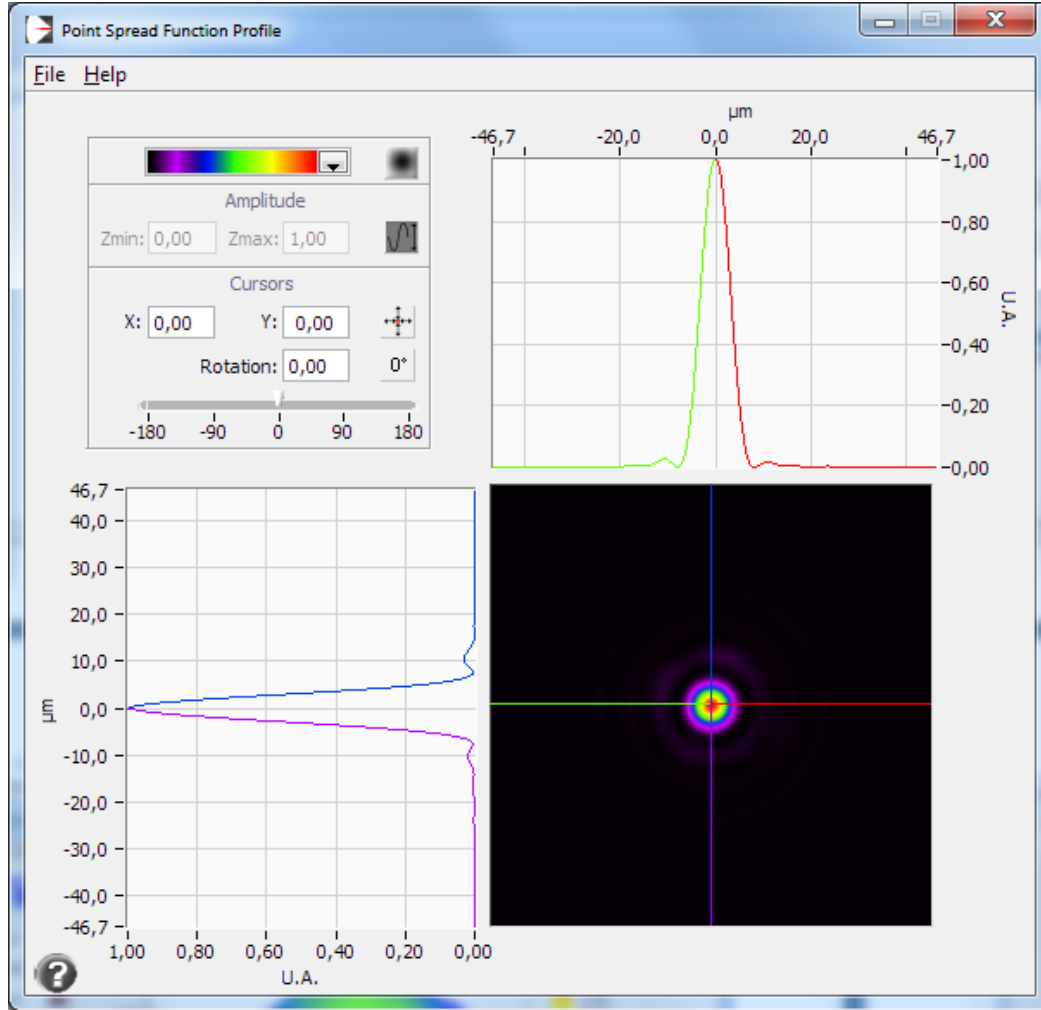 Point Spread Function Profile
File Help
Amplitude
Zmin: 0,00 Zmax: 1,00
Cursors
X: 0,00 Y: 0,00
Rotation: 0,00 0°
-180 -90 0 90 180
µm
-46,7 -20,0 0,0 20,0 46,7
1,00
0,80
0,60
0,40
0,20
0,00
U.A.
46,7
40,0
30,0
20,0
10,0
0,0
-10,0
-20,0
-30,0
-40,0
-46,7
µm
1,00 0,80 0,60 0,40 0,20 0,00
U.A.
?